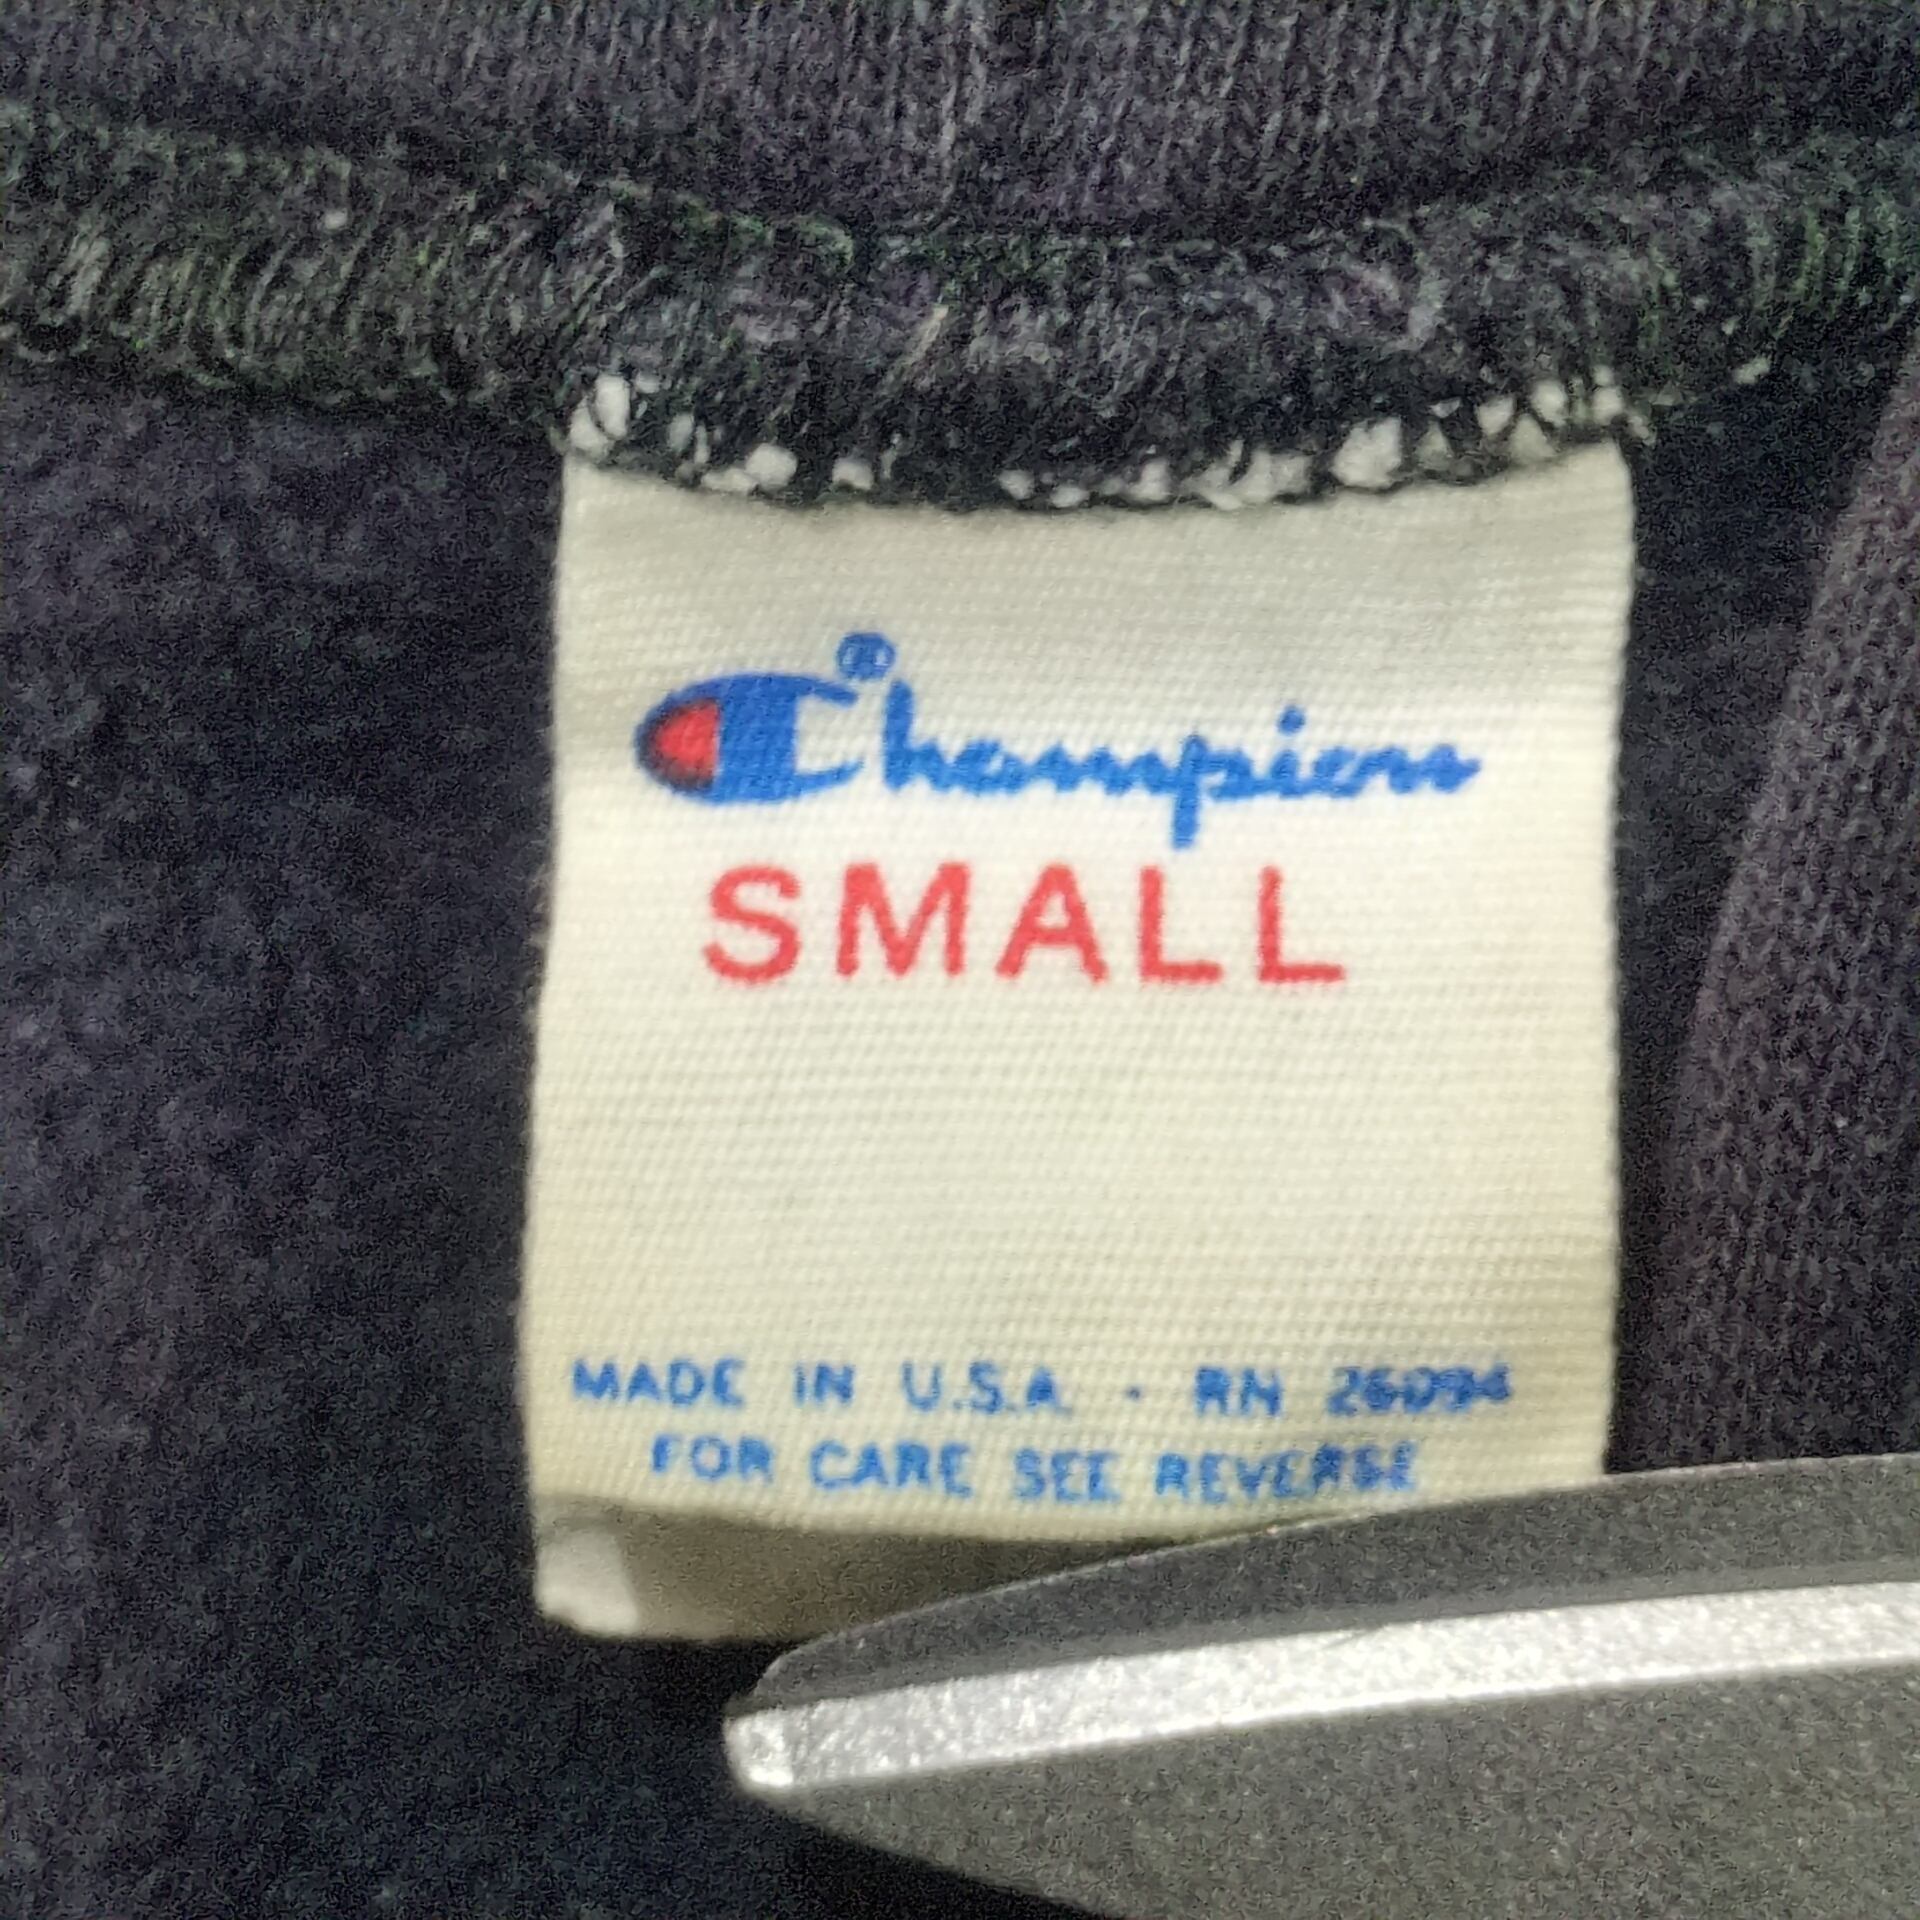 Champion®
SMALL
MADE IN U.S.A. · RN 26094
FOR CARE SEE REVERSE